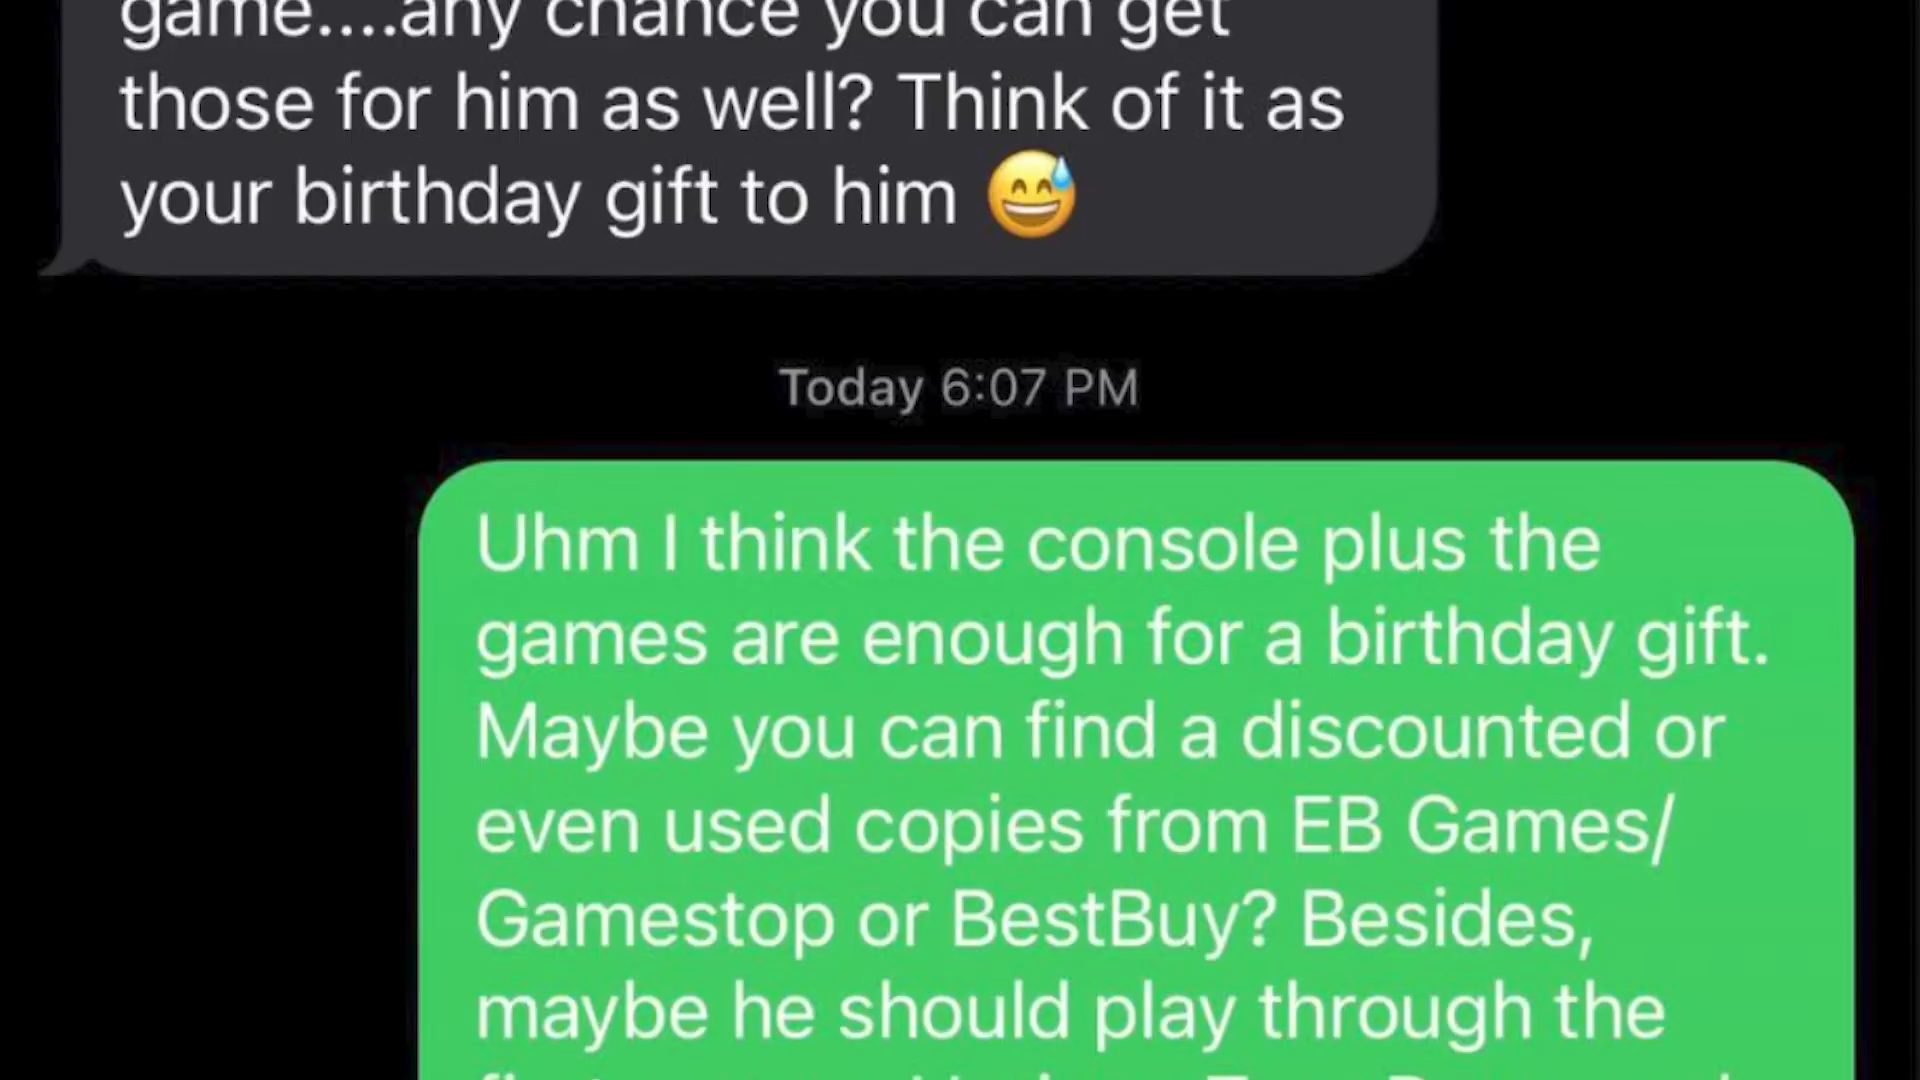 game....any chance you can get
those for him as well? Think of it as
your birthday gift to him 😅
Today 6:07 PM
Uhm I think the console plus the
games are enough for a birthday gift.
Maybe you can find a discounted or
even used copies from EB Games/
Gamestop or BestBuy? Besides,
maybe he should play through the